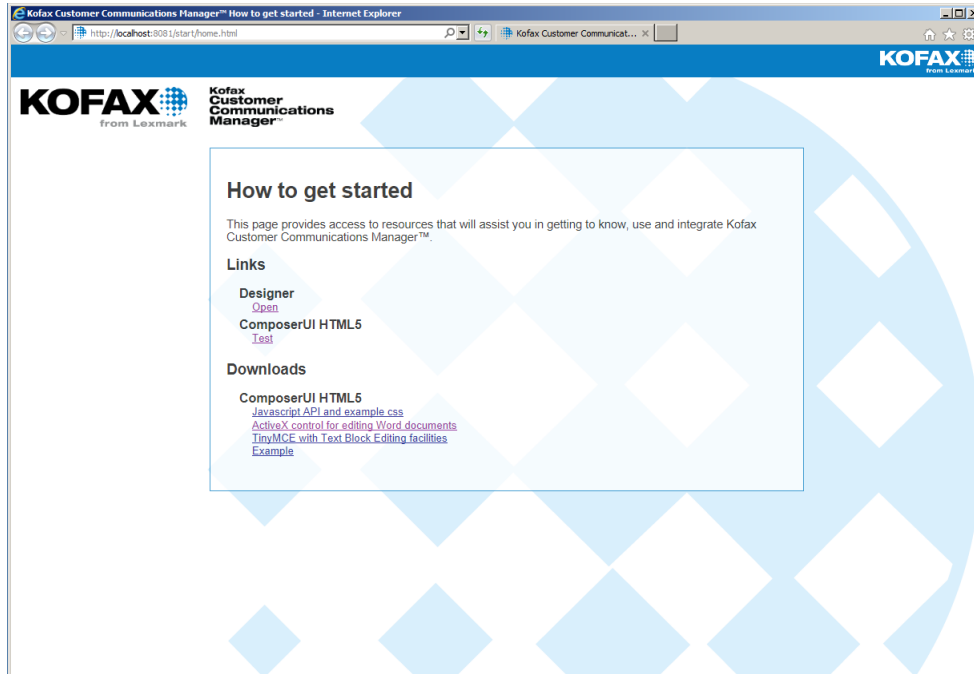 Kofax Customer Communications Manager™ How to get started - Internet Explorer
http://localhost:8081/start/home.html
Kofax Customer Communicat...
KOFAX
from Lexmark
KOFAX
from Lexmark
Kofax
Customer
Communications
Manager™
How to get started
This page provides access to resources that will assist you in getting to know, use and integrate Kofax
Customer Communications Manager™.
Links
Designer
Open
ComposerUI HTML5
Test
Downloads
ComposerUI HTML5
Javascript API and example css
ActiveX control for editing Word documents
TinyMCE with Text Block Editing facilities
Example